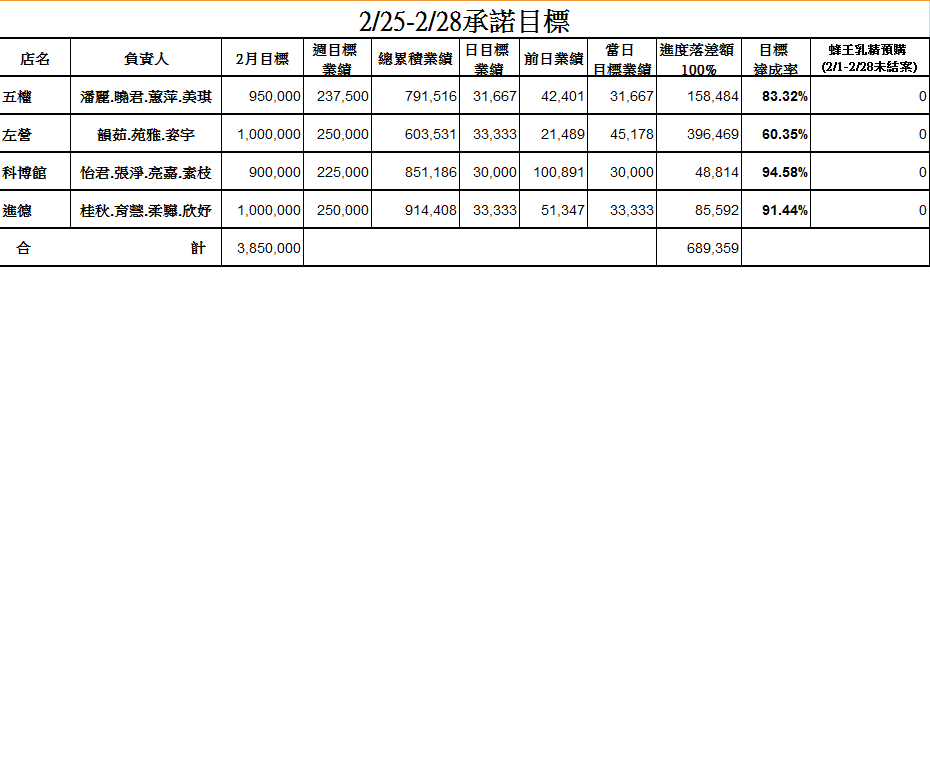 2/25-2/28承諾目標
店名 負責人 2月目標 週目標業績 總累積業績 日目標業績 前日業績 當日目標業績 進度落差額100% 目標達成率 蜂王乳精預購(2/1-2/28未結案)
五權 潘麗.曉君.蕙萍.美琪 950,000 237,500 791,516 31,667 42,401 31,667 158,484 83.32% 0
左營 韻茹.苑雅.姿宇 1,000,000 250,000 603,531 33,333 21,489 45,178 396,469 60.35% 0
科博館 怡君.張淨.亮嘉.素枝 900,000 225,000 851,186 30,000 100,891 30,000 48,814 94.58% 0
進德 桂秋.育慧.柔驊.欣妤 1,000,000 250,000 914,408 33,333 51,347 33,333 85,592 91.44% 0
合 計 3,850,000 689,359